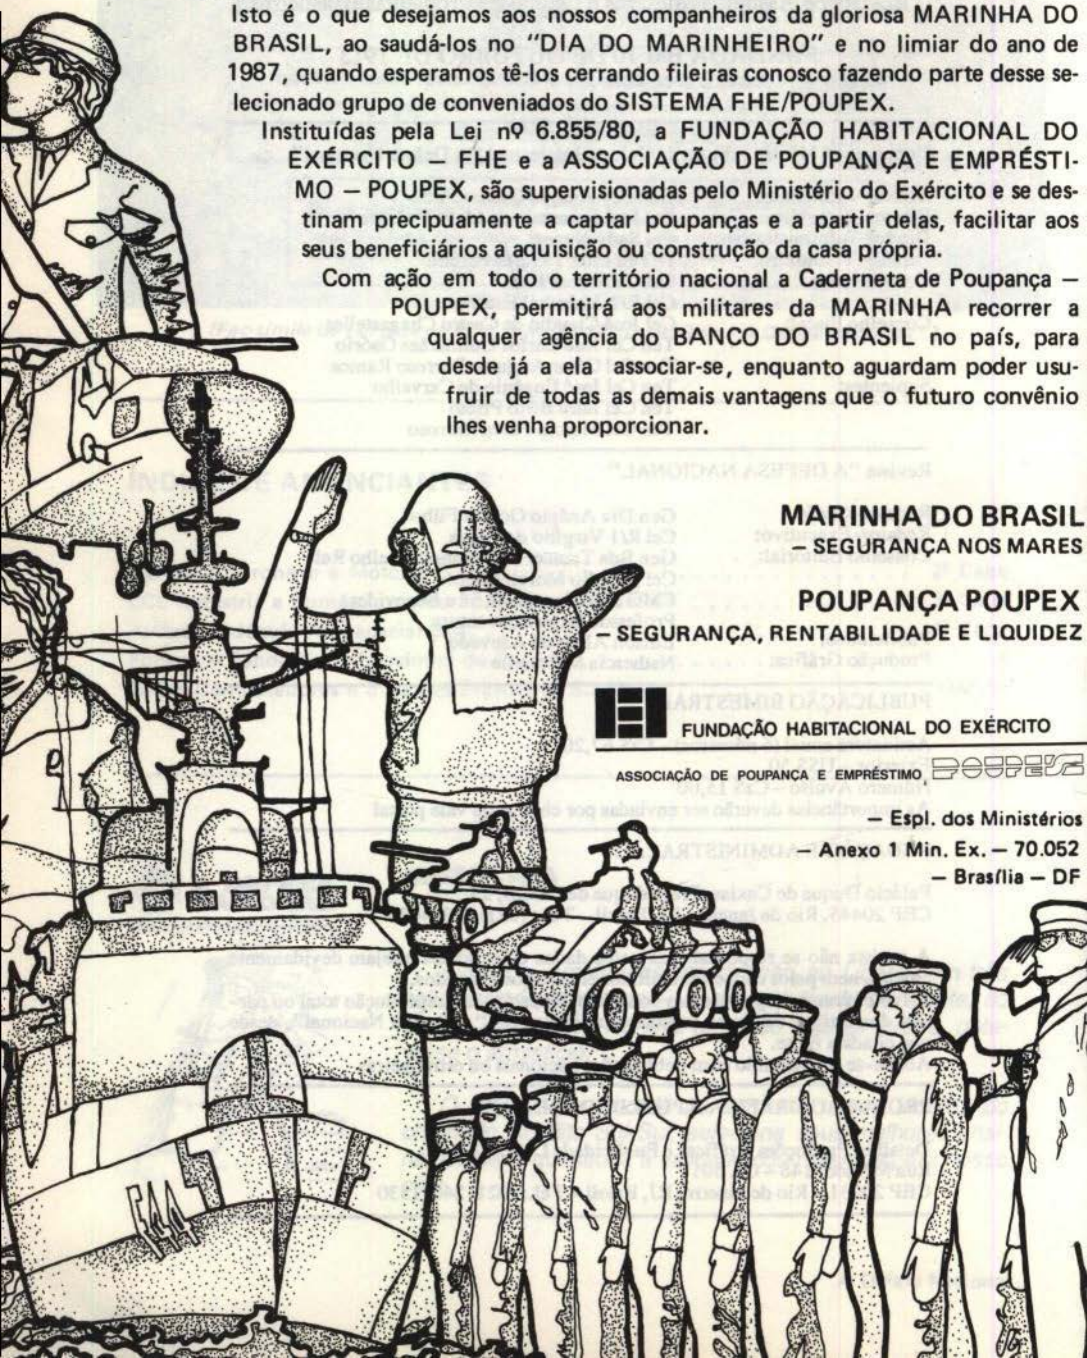 Isto é o que desejamos aos nossos companheiros da gloriosa MARINHA DO
BRASIL, ao saudá-los no "DIA DO MARINHEIRO" e no limiar do ano de
1987, quando esperamos tê-los cerrando fileiras conosco fazendo parte desse se-
lecionado grupo de conveniados do SISTEMA FHE/POUPEX.
Instituídas pela Lei nº 6.855/80, a FUNDAÇÃO HABITACIONAL DO
EXÉRCITO — FHE e a ASSOCIAÇÃO DE POUPANÇA E EMPRÉSTI-
MO — POUPEX, são supervisionadas pelo Ministério do Exército e se des-
tinam precipuamente a captar poupanças e a partir delas, facilitar aos
seus beneficiários a aquisição ou construção da casa própria.
Com ação em todo o território nacional a Caderneta de Poupança —
POUPEX, permitirá aos militares da MARINHA recorrer a
qualquer agência do BANCO DO BRASIL no país, para
desde já a ela associar-se, enquanto aguardam poder usu-
fruir de todas as demais vantagens que o futuro convênio
lhes venha proporcionar.
MARINHA DO BRASIL
— SEGURANÇA NOS MARES
POUPANÇA POUPEX
— SEGURANÇA, RENTABILIDADE E LIQUIDEZ
FUNDAÇÃO HABITACIONAL DO EXÉRCITO
ASSOCIAÇÃO DE POUPANÇA E EMPRÉSTIMO, POUPEX
— Espl. dos Ministérios
— Anexo 1 Min. Ex. — 70.052
— Brasília — DF